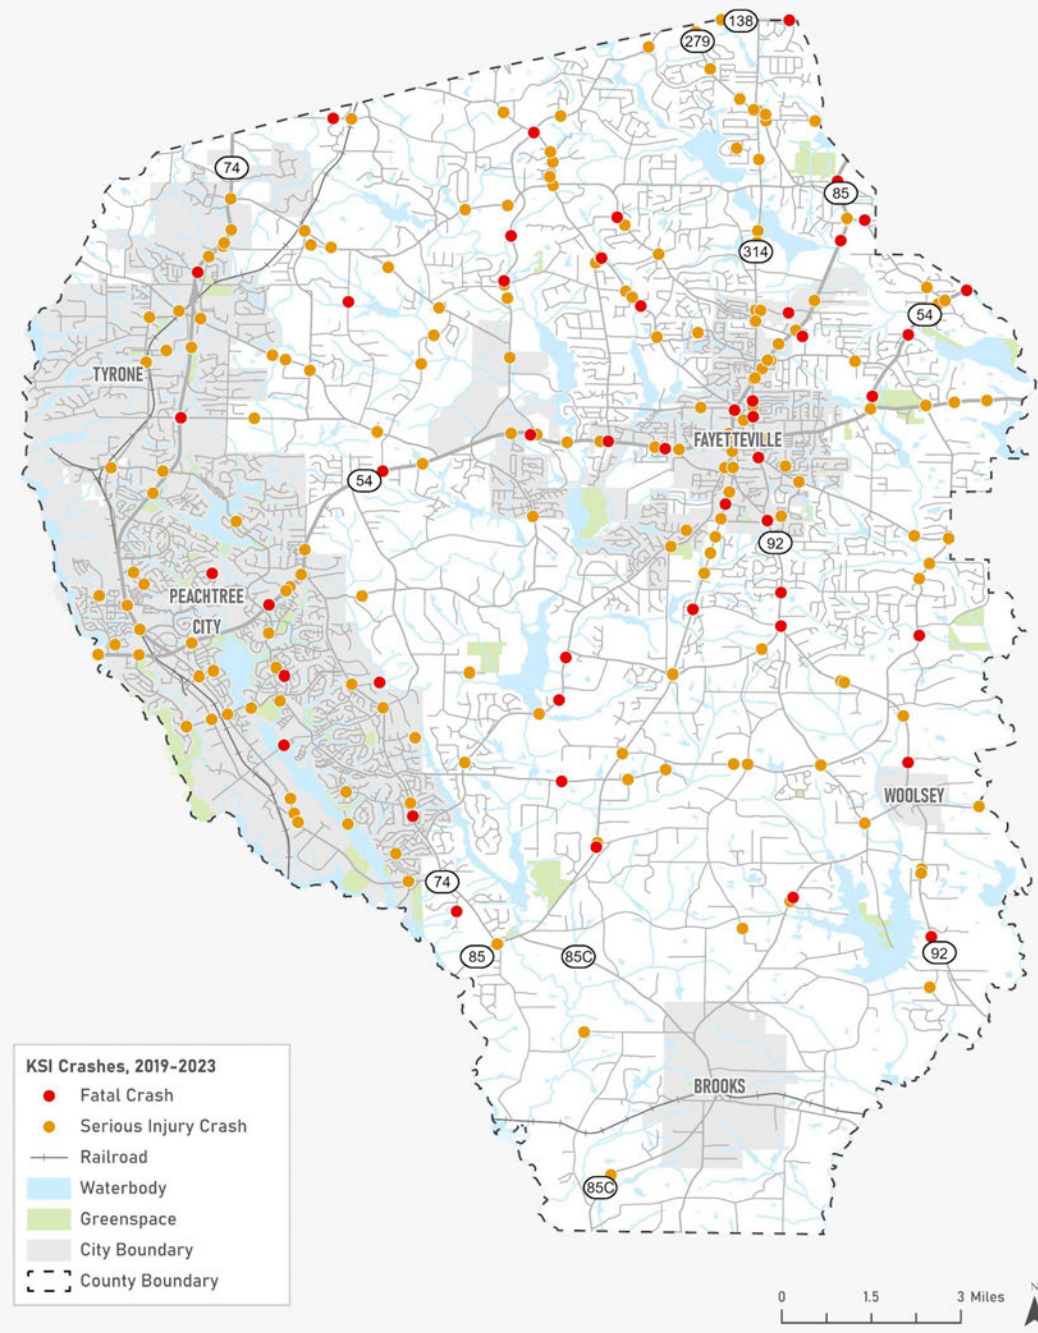 138
279
74
85
314
54
TYRONE
FAYETTEVILLE
54
92
PEACHTREE
CITY
WOOLSEY
74
85
85C
92
BROOKS
85C
KSI Crashes, 2019-2023
Fatal Crash
Serious Injury Crash
Railroad
Waterbody
Greenspace
City Boundary
County Boundary
0 1.5 3 Miles
N